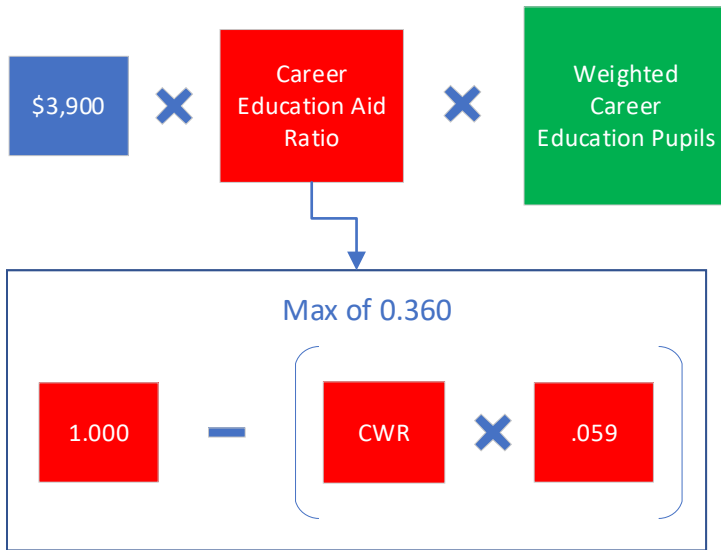 $3,900
Career
Education Aid
Ratio
Weighted
Career
Education Pupils
Max of 0.360
1.000
CWR
.059